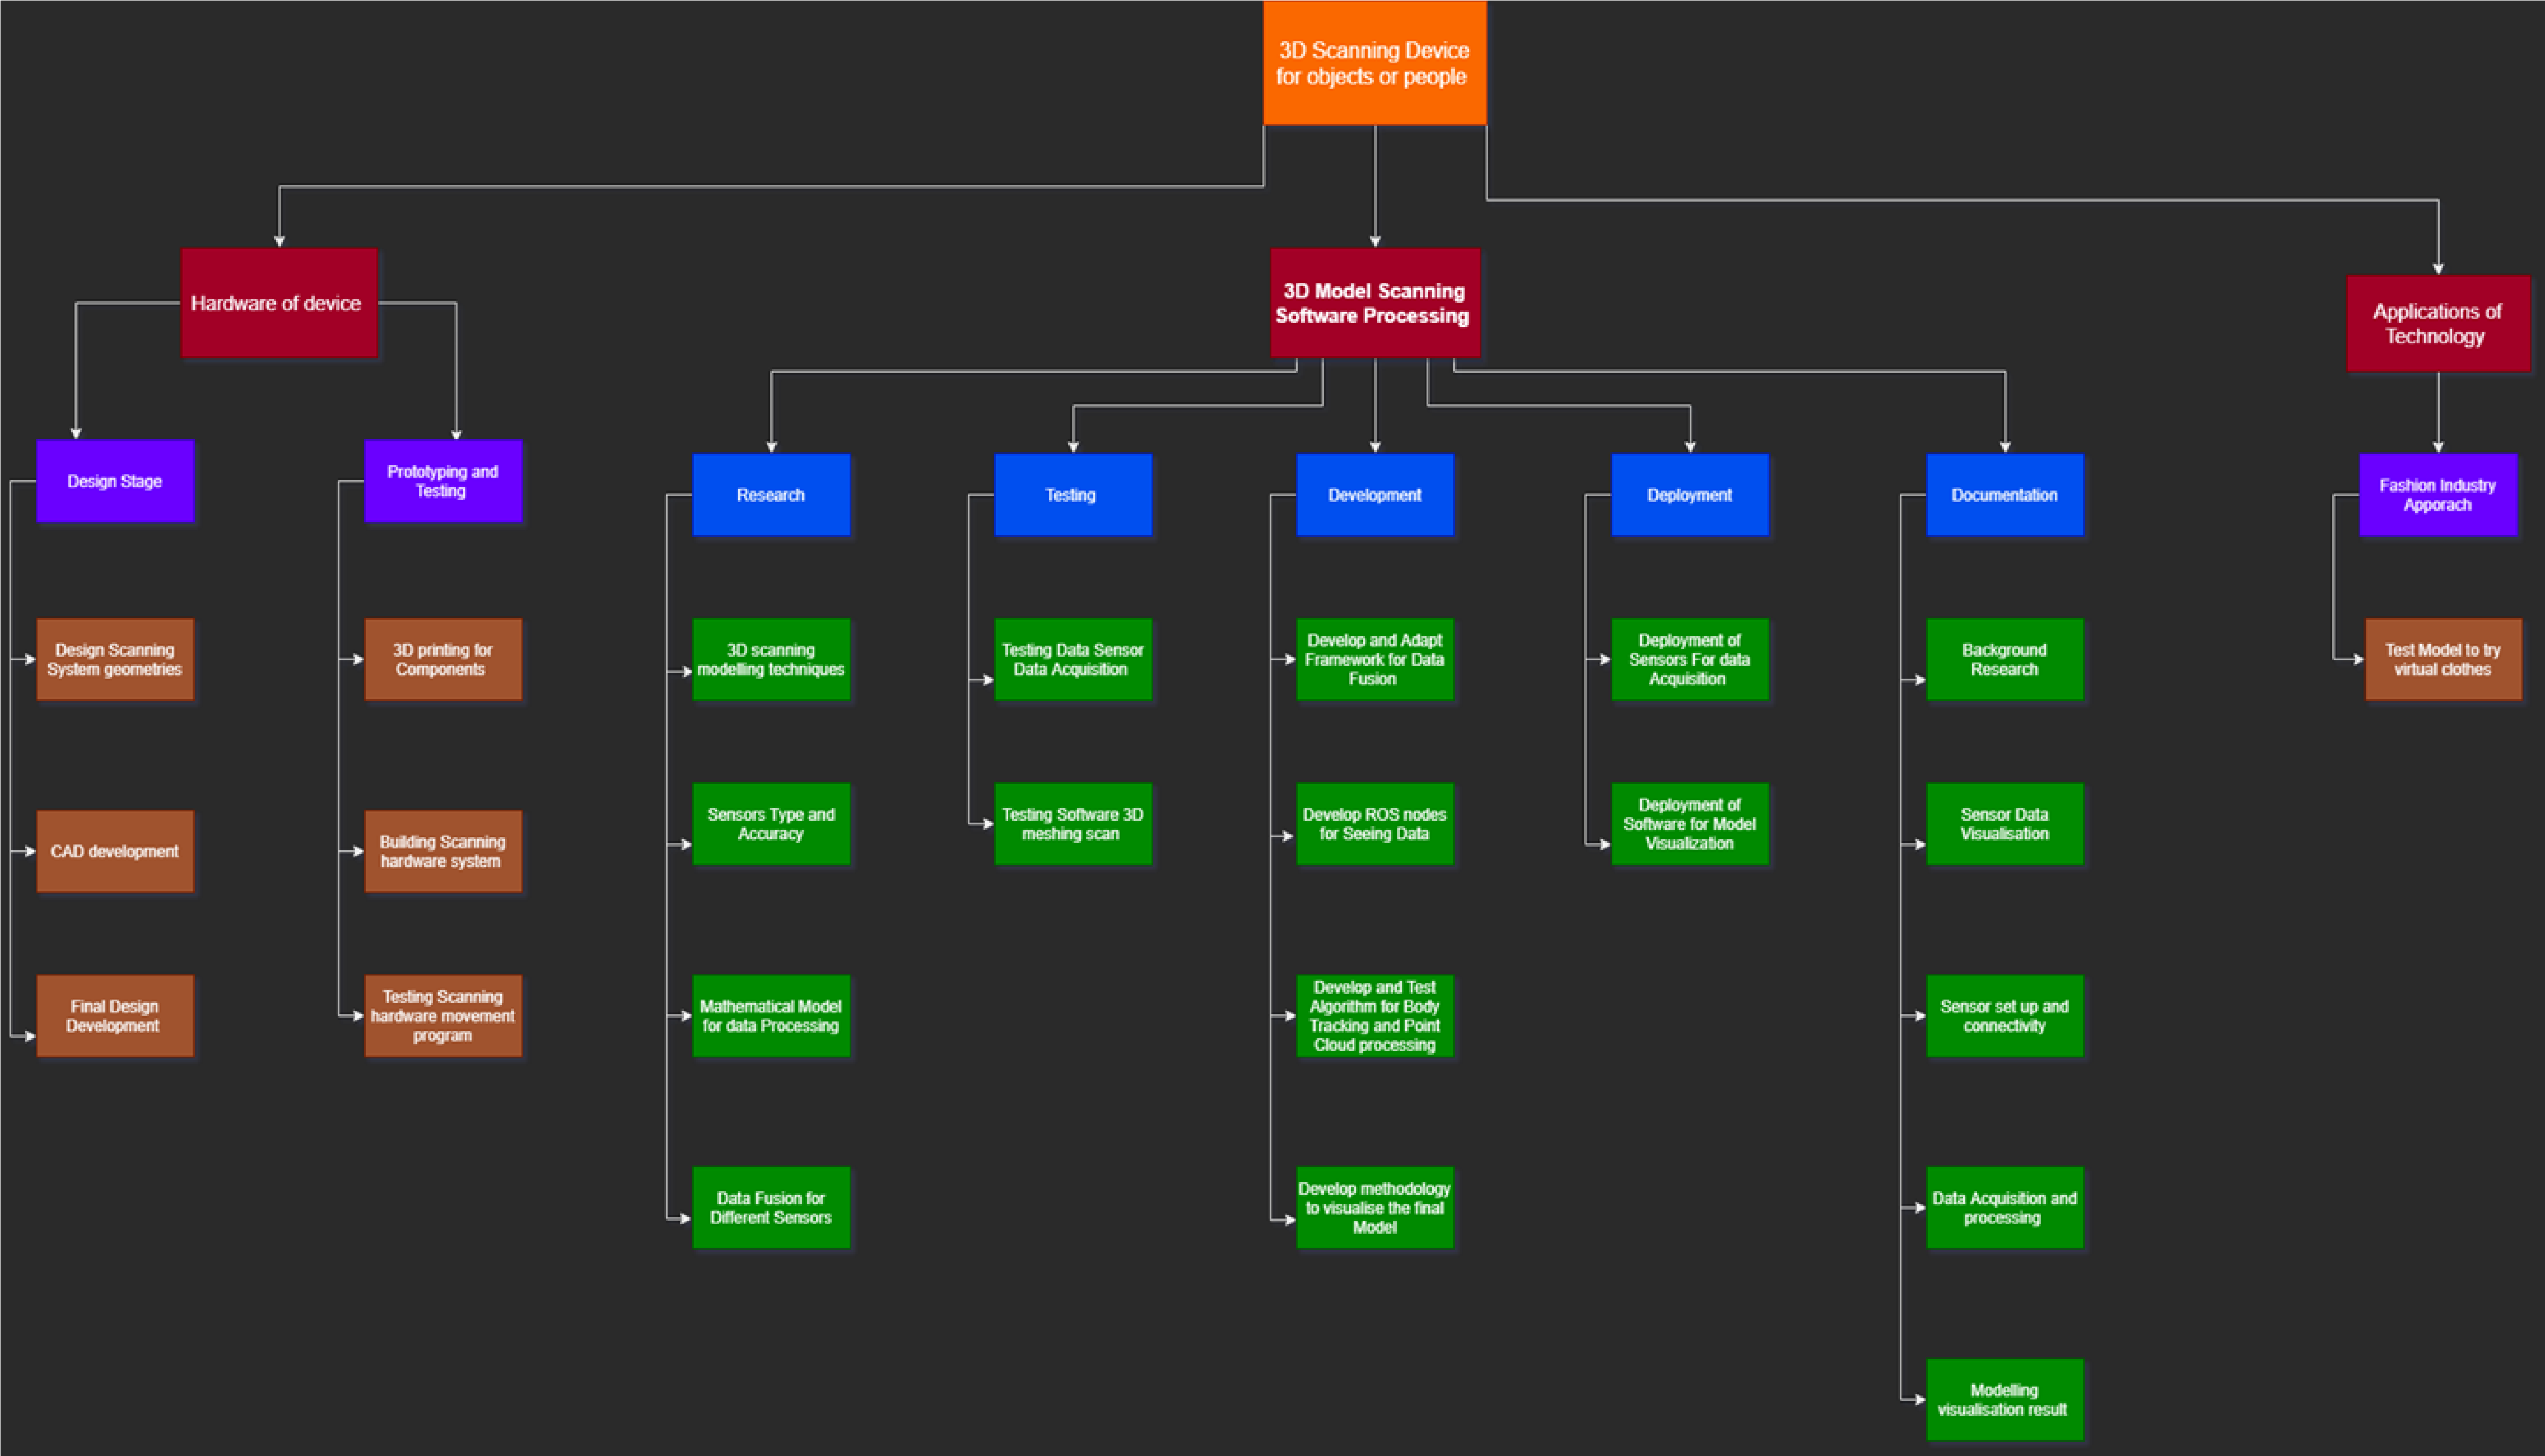 3D Scanning Device
for objects or people
Hardware of device
3D Model Scanning
Software Processing
Applications of
Technology
Design Stage
Prototyping and
Testing
Research
Testing
Development
Deployment
Documentation
Fashion Industry
Apporach
Design Scanning
System geometries
3D printing for
Components
3D scanning
modelling techniques
Testing Data Sensor
Data Acquisition
Develop and Adapt
Framework for Data
Fusion
Deployment of
Sensors For data
Acquisition
Background
Research
Test Model to try
virtual clothes
CAD development
Building Scanning
hardware system
Sensors Type and
Accuracy
Testing Software 3D
meshing scan
Develop ROS nodes
for Seeing Data
Deployment of
Software for Model
Visualization
Sensor Data
Visualisation
Final Design
Development
Testing Scanning
hardware movement
program
Mathematical Model
for data Processing
Develop and Test
Algorithm for Body
Tracking and Point
Cloud processing
Sensor set up and
connectivity
Data Fusion for
Different Sensors
Develop methodology
to visualise the final
Model
Data Acquisition and
processing
Modelling
visualisation result